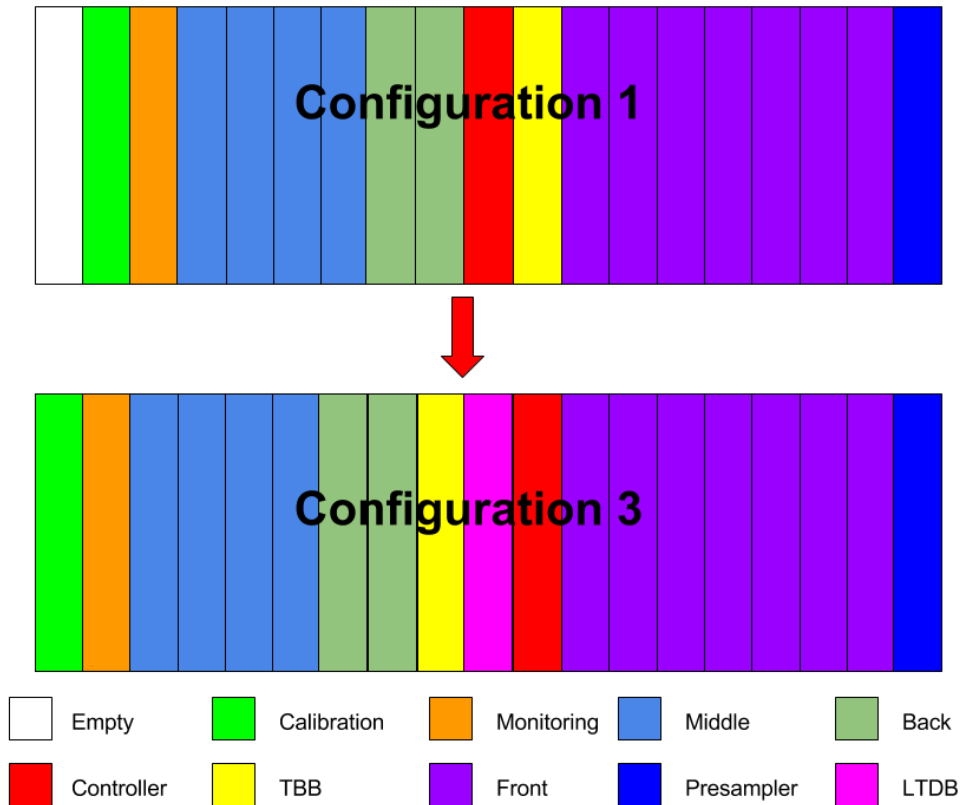 Configuration 1
Configuration 3
Empty Calibration Monitoring Middle Back
Controller TBB Front Presampler LTDB